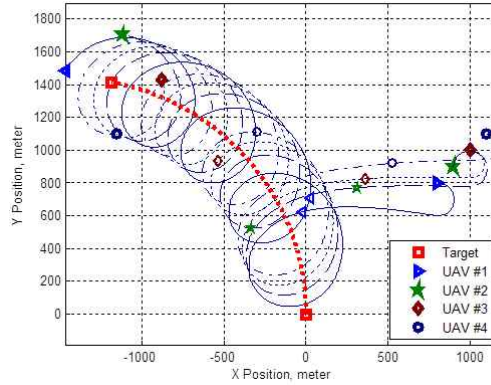 1800
1600
1400
1200
1000
800
600
400
200
0
-1000
-500
0
500
1000
X Position, meter
Y Position, meter
Target
UAV #1
UAV #2
UAV #3
UAV #4